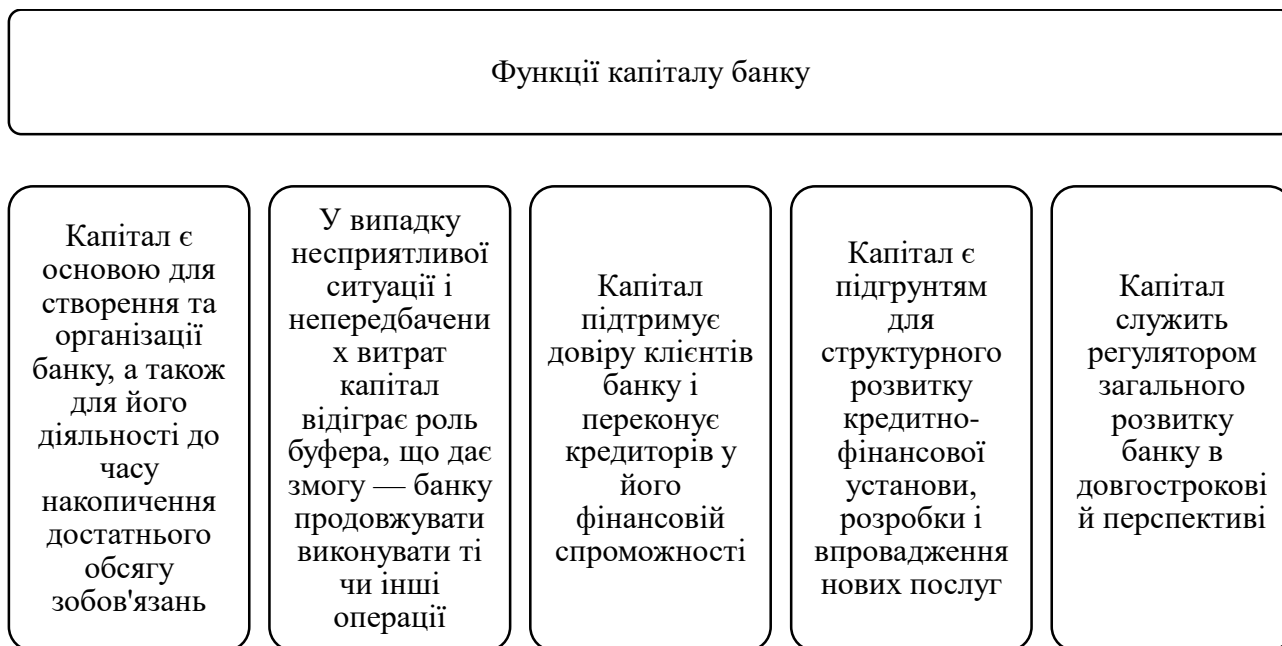 Функції капіталу банку
Капітал є
основою для
створення та
організації
банку, а також
для його
діяльності до
часу
накопичення
достатнього
обсягу
зобов'язань
У випадку
несприятливої
ситуації і
непередбачени
х витрат
капітал
відіграє роль
буфера, що дає
змогу — банку
продовжувати
виконувати ті
чи інші
операції
Капітал
підтримує
довіру клієнтів
банку і
переконує
кредиторів у
його
фінансовій
спроможності
Капітал є
підгрунтям
для
структурного
розвитку
кредитно-
фінансової
установи,
розробки і
впровадження
нових послуг
Капітал
служить
регулятором
загального
розвитку
банку в
довгострокові
й перспективі